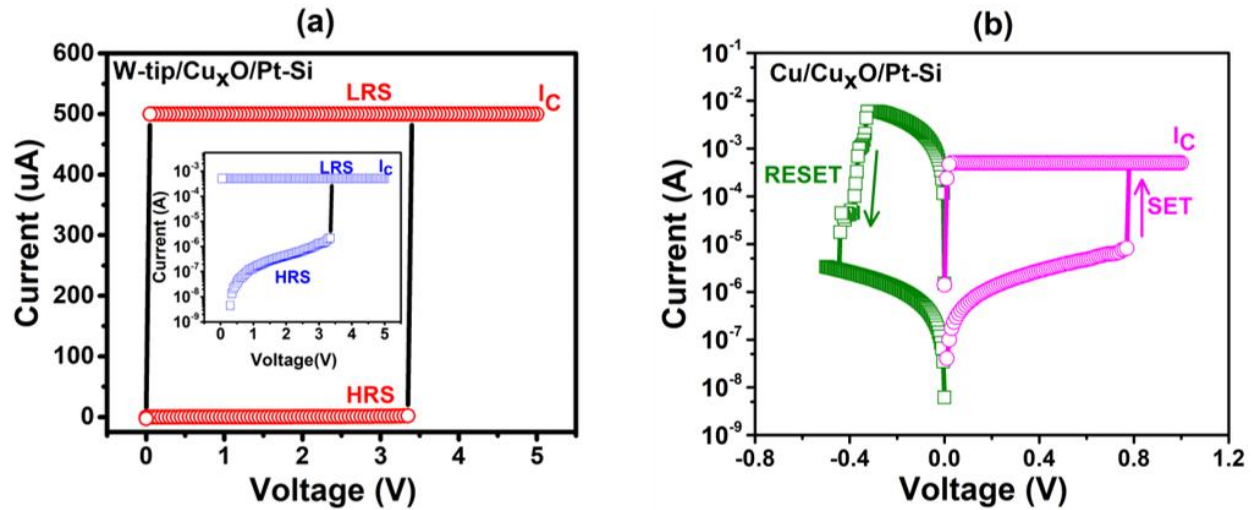 (a)
W-tip/CuxO/Pt-Si
LRS
IC
HRS
600
500
400
300
200
100
0
Current (uA)
0 1 2 3 4 5
Voltage (V)
LRS
IC
HRS
10-3
10-4
10-5
10-6
10-7
10-8
10-9
Current (A)
0 1 2 3 4 5
Voltage(V)
(b)
Cu/CuxO/Pt-Si
IC
RESET
SET
10-1
10-2
10-3
10-4
10-5
10-6
10-7
10-8
10-9
Current (A)
-0.8 -0.4 0.0 0.4 0.8 1.2
Voltage (V)